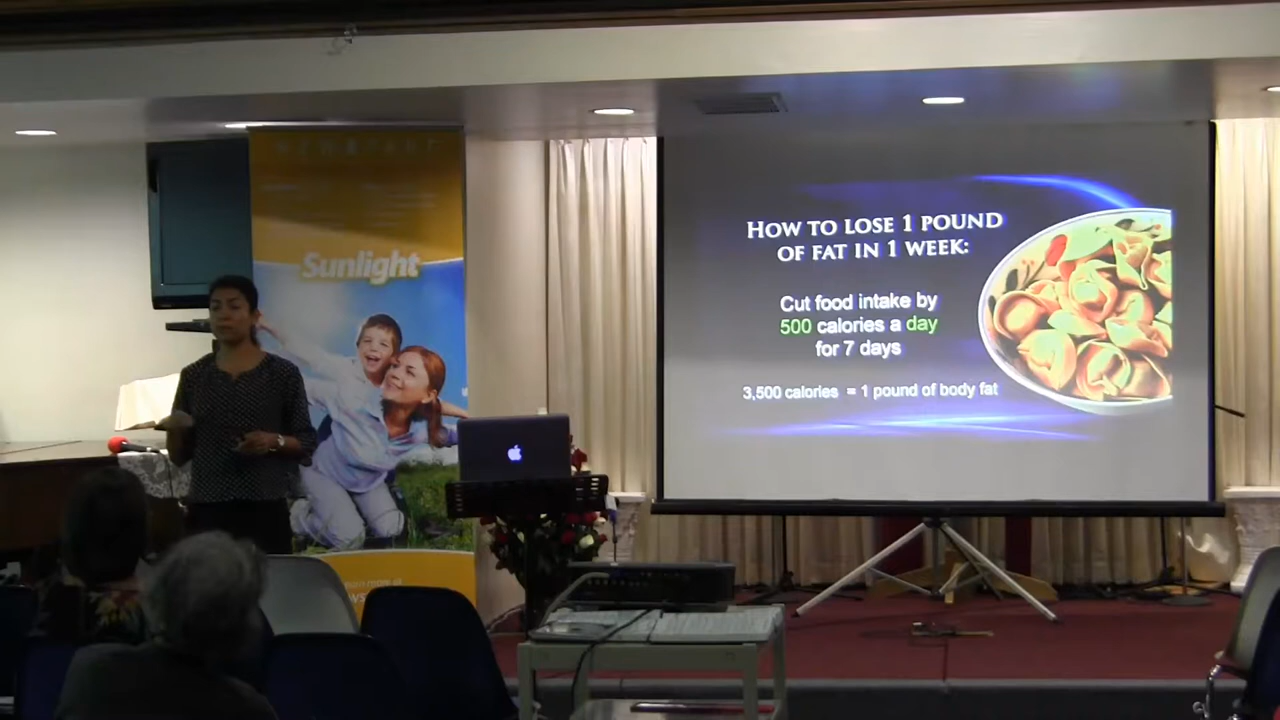 NEWSTART
Sunlight
HOW TO LOSE 1 POUND
OF FAT IN 1 WEEK:
Cut food intake by
500 calories a day
for 7 days
3,500 calories = 1 pound of body fat